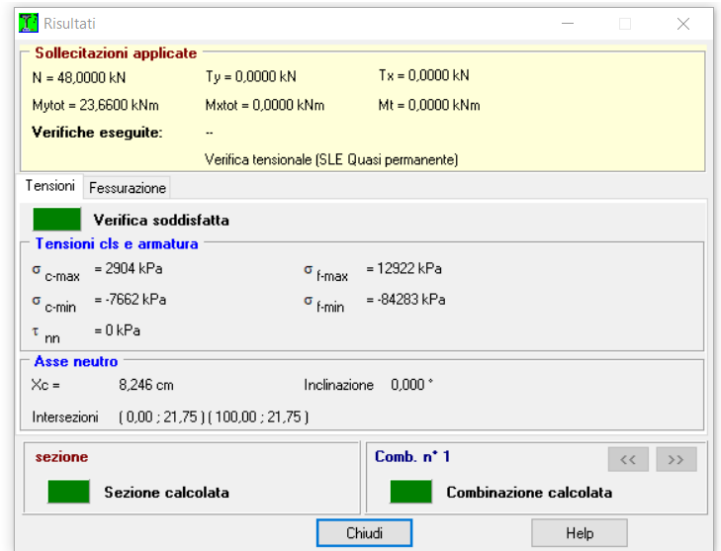 Risultati
Sollecitazioni applicate
N = 48,0000 kN Ty = 0,0000 kN Tx = 0,0000 kN
Mytot = 23,6600 kNm Mxtot = 0,0000 kNm Mt = 0,0000 kNm
Verifiche eseguite: --
Verifica tensionale (SLE Quasi permanente)
Tensioni Fessurazione
Verifica soddisfatta
Tensioni cls e armatura
σ c-max = 2904 kPa σ f-max = 12922 kPa
σ c-min = -7662 kPa σ f-min = -84283 kPa
τ nn = 0 kPa
Asse neutro
Xc = 8,246 cm Inclinazione 0,000 °
Intersezioni ( 0,00 ; 21,75 ) ( 100,00 ; 21,75 )
sezione Comb. n° 1 << >>
Sezione calcolata Combinazione calcolata
Chiudi Help